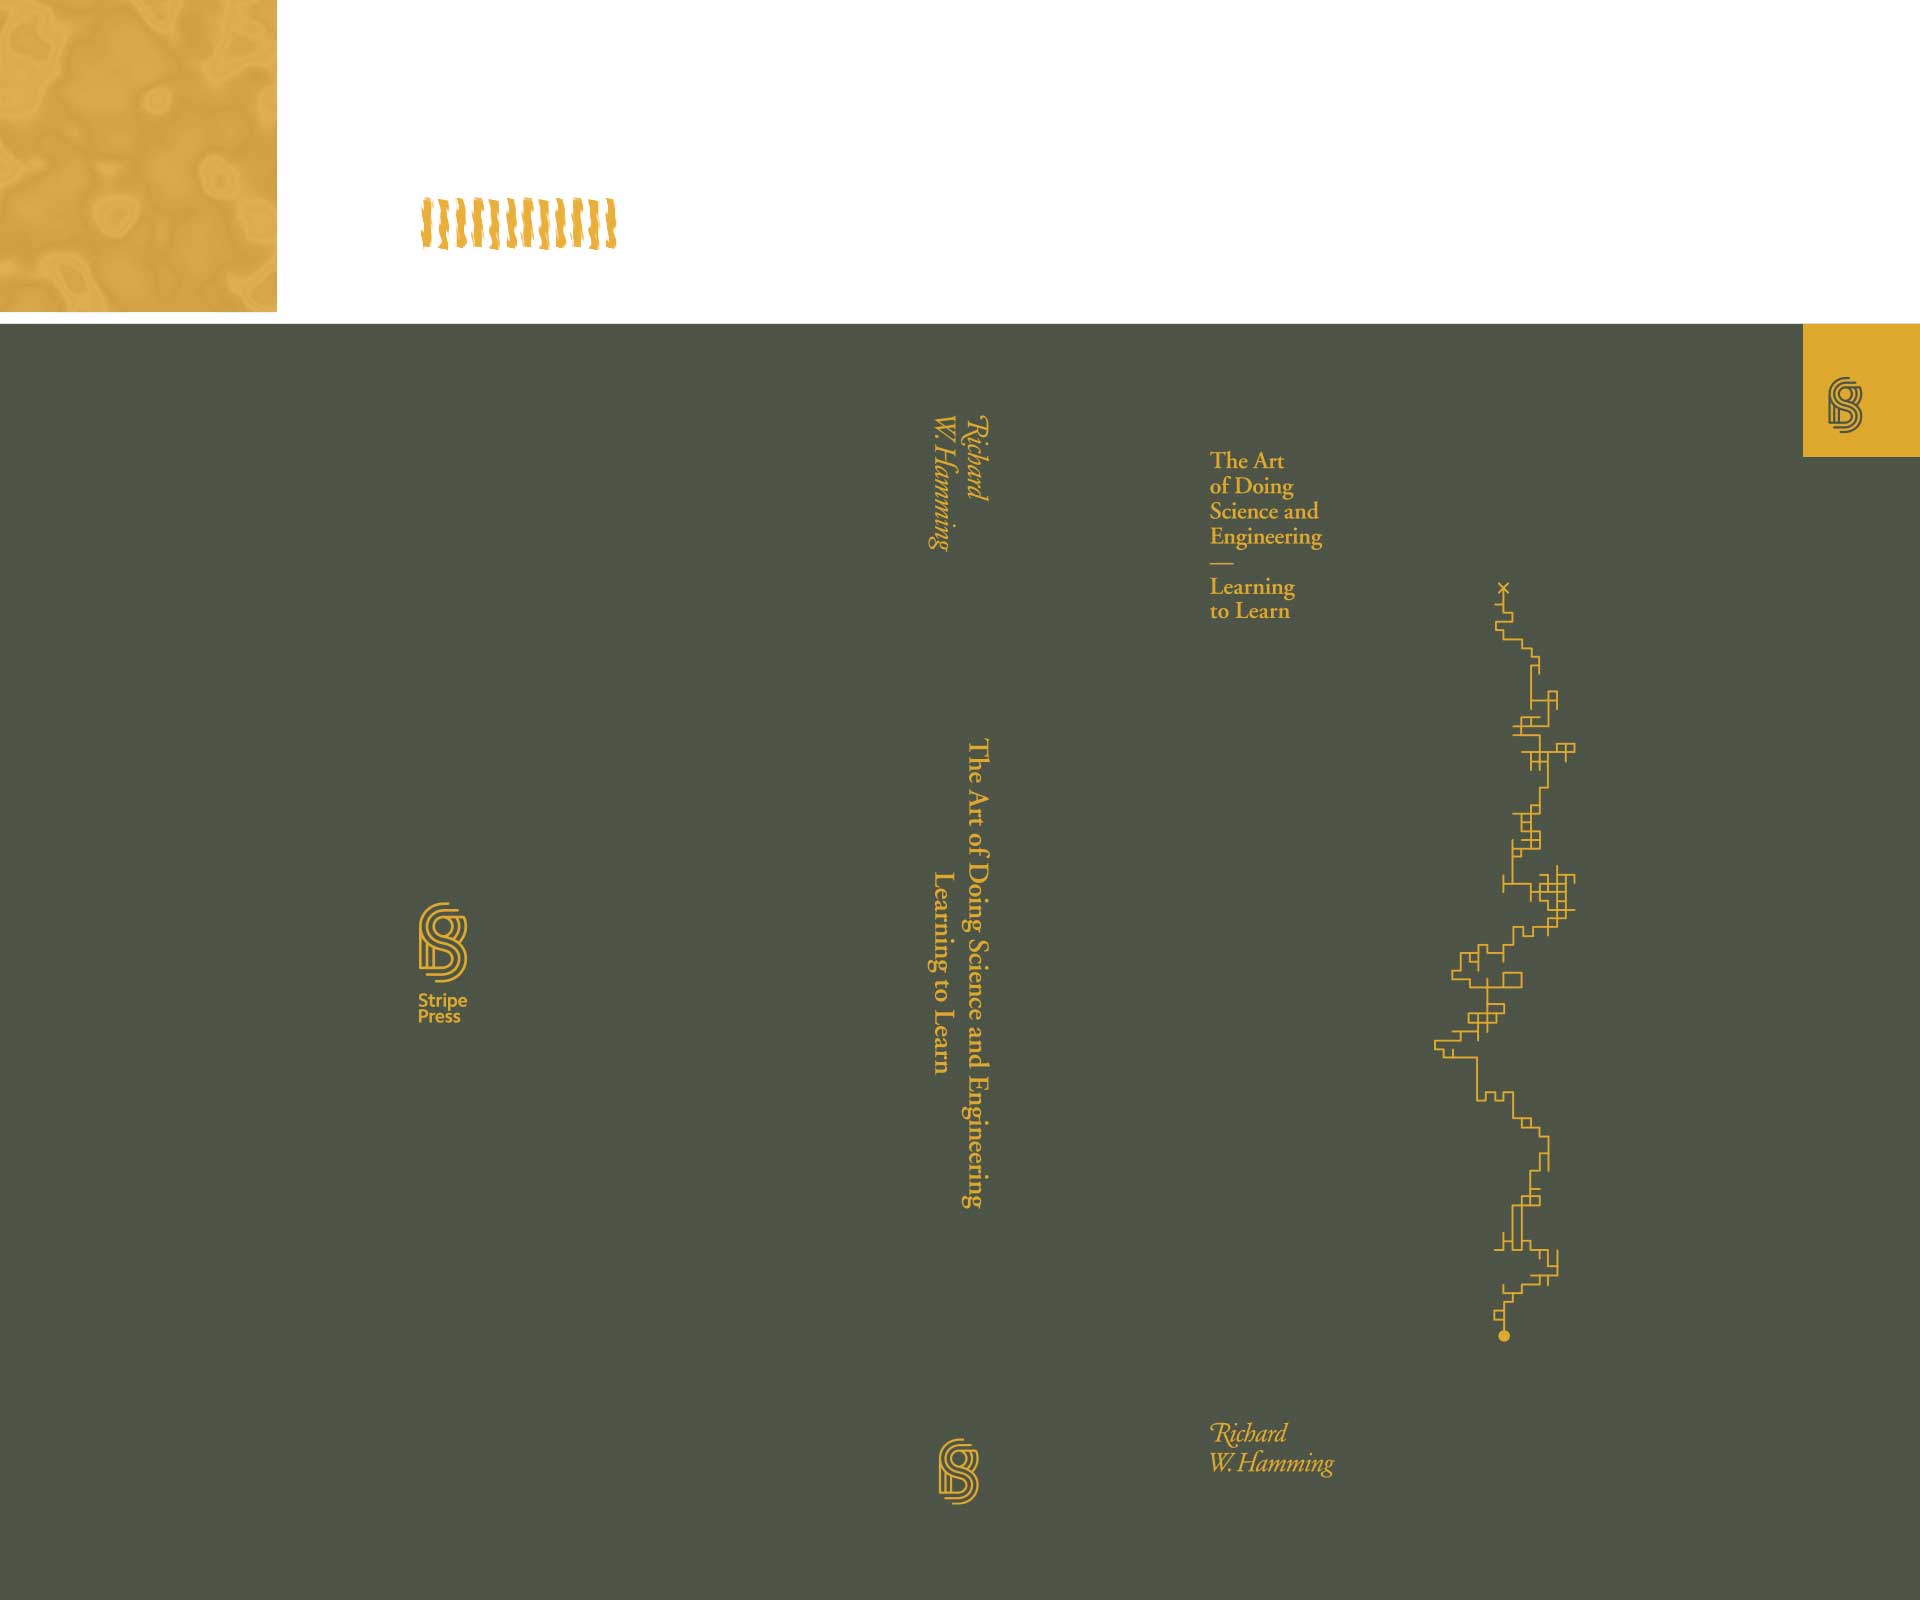 Stripe
Press
Richard
W. Hamming
The Art of Doing Science and Engineering
Learning to Learn
The Art
of Doing
Science and
Engineering
—
Learning
to Learn
Richard
W. Hamming